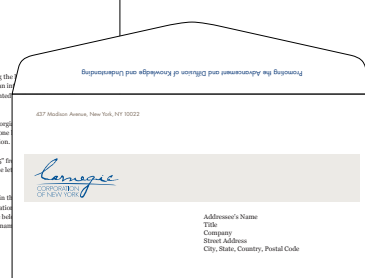 Promoting the Advancement and Diffusion of Knowledge and Understanding
437 Madison Avenue, New York, NY 10022
Carnegie
CORPORATION
OF NEW YORK
Addressee's Name
Title
Company
Street Address
City, State, Country, Postal Code